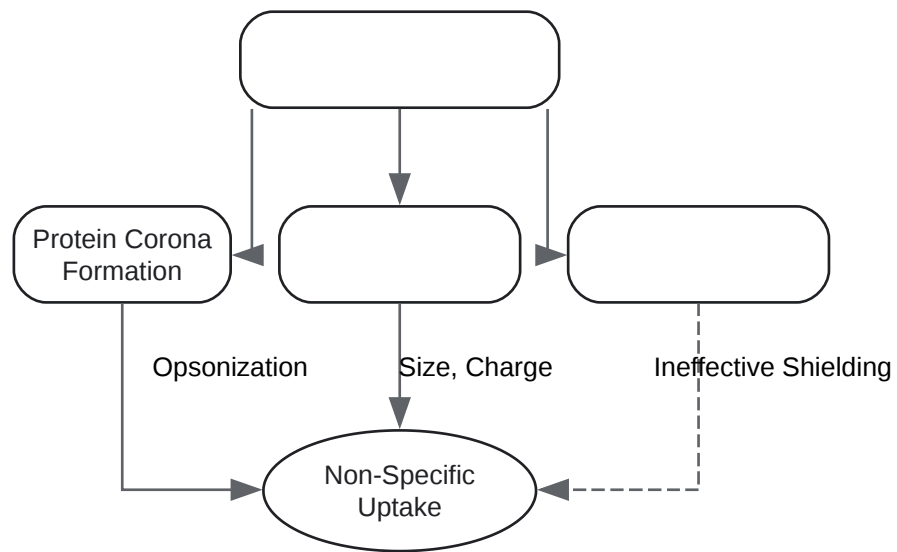 Protein Corona
Formation
Opsonization
Size, Charge
Ineffective Shielding
Non-Specific
Uptake